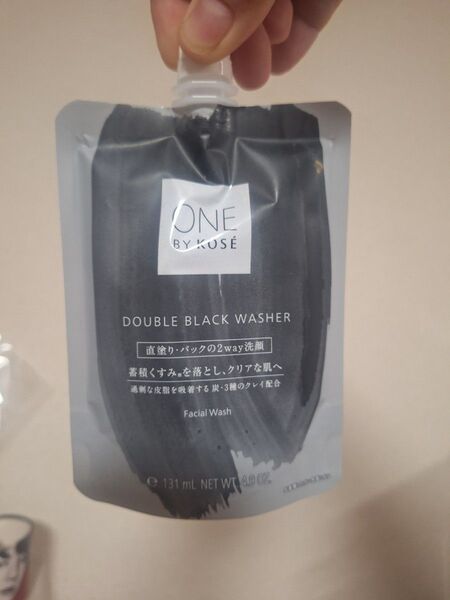 ONE
BY KOSÉ
DOUBLE BLACK WASHER
直塗り・パックの2way洗顔
蓄積くすみ※を落とし、クリアな肌へ
過剰な皮脂を吸着する 炭・3種のクレイ配合
Facial Wash
℮ 131 mL NET WT. 4.9 OZ.